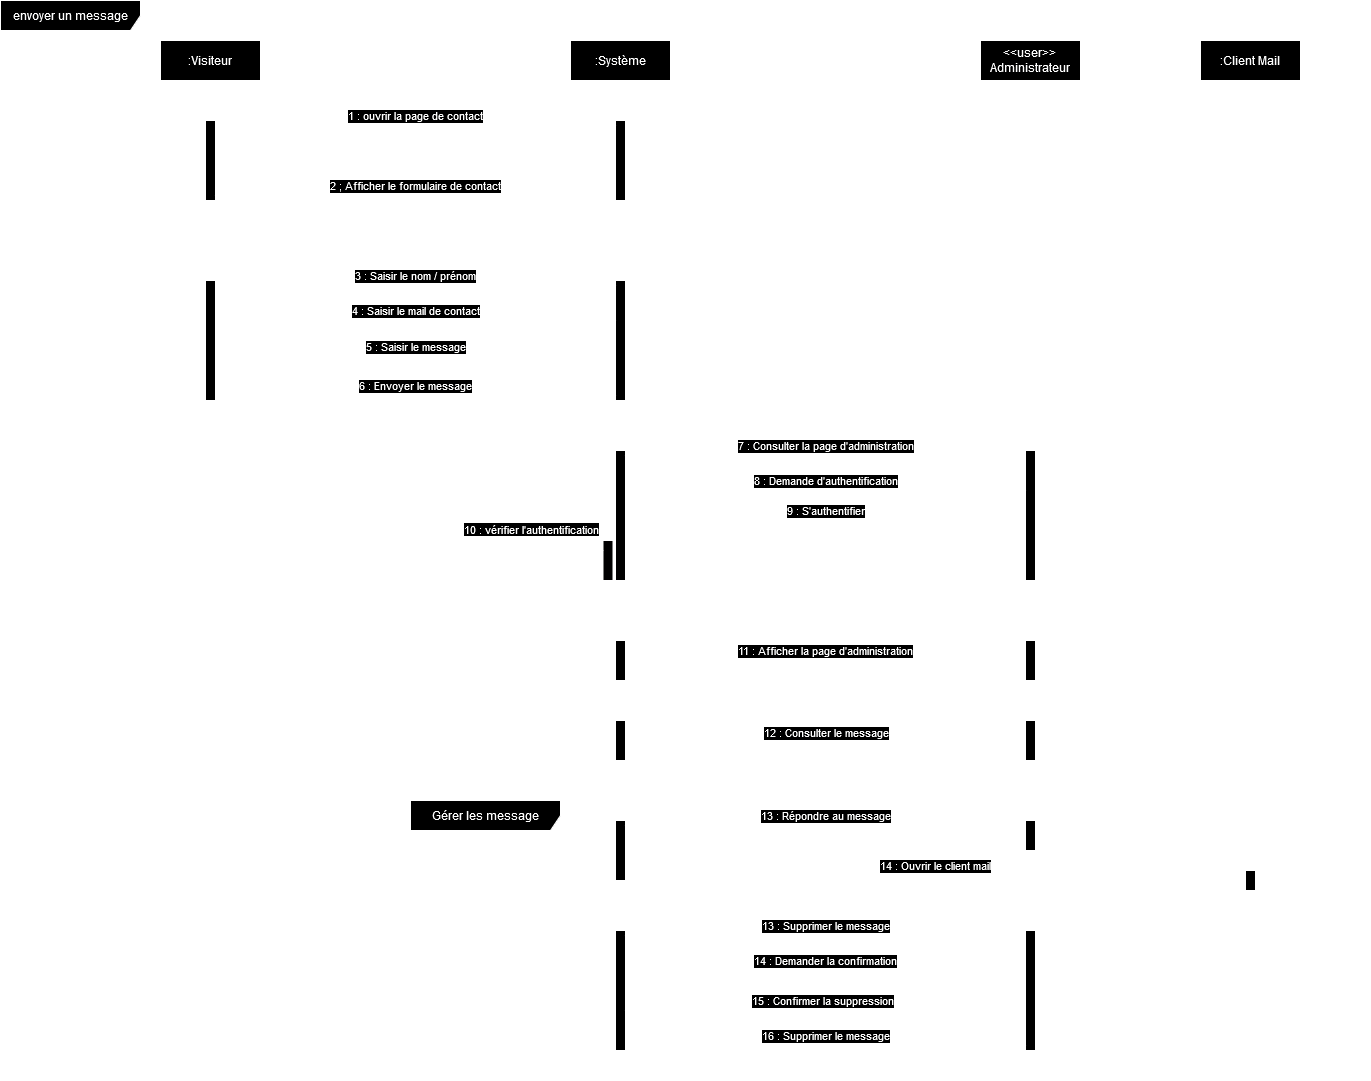 envoyer un message
:Visiteur
:Système
<<user>>
Administrateur
:Client Mail
1 : ouvrir la page de contact
2 ; Afficher le formulaire de contact
3 : Saisir le nom / prénom
4 : Saisir le mail de contact
5 : Saisir le message
6 : Envoyer le message
7 : Consulter la page d'administration
8 : Demande d'authentification
9 : S'authentifier
10 : vérifier l'authentification
11 : Afficher la page d'administration
12 : Consulter le message
Gérer les message
13 : Répondre au message
14 : Ouvrir le client mail
13 : Supprimer le message
14 : Demander la confirmation
15 : Confirmer la suppression
16 : Supprimer le message